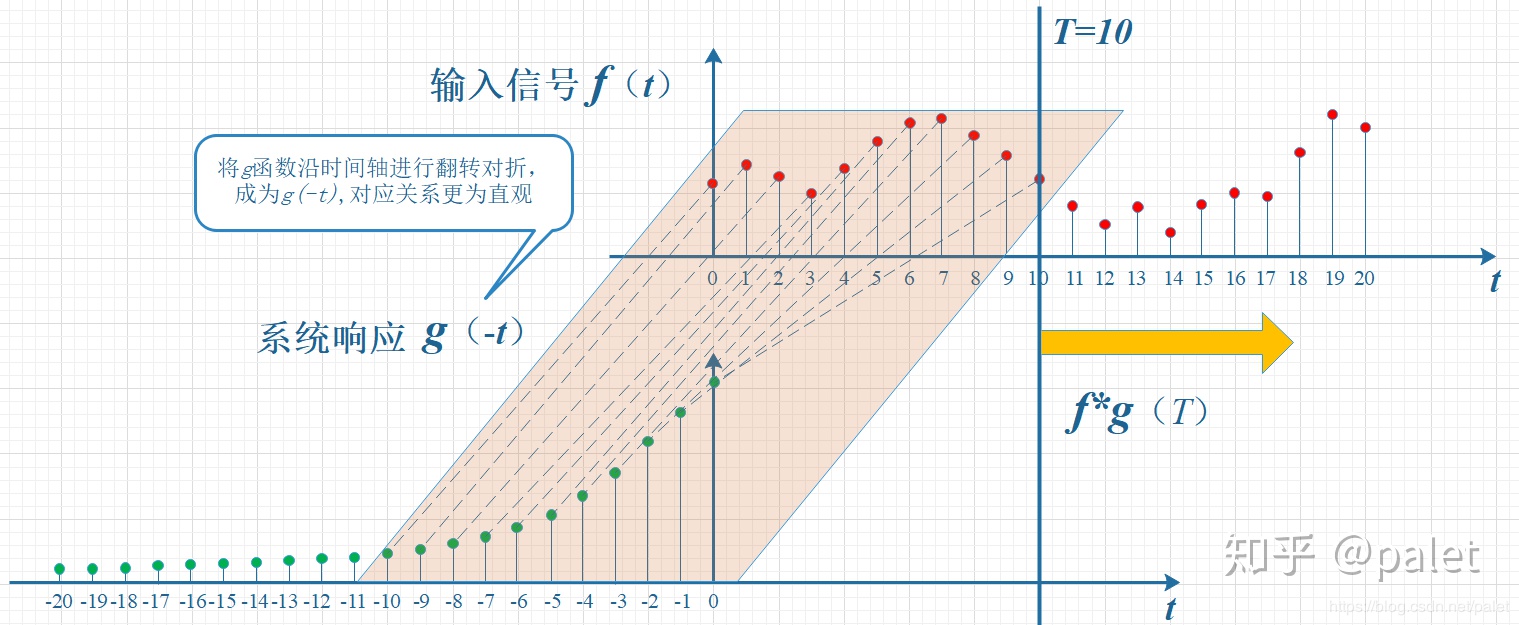 T=10
输入信号 f（t）
将g函数沿时间轴进行翻转对折，
成为g(-t),对应关系更为直观
0 1 2 3 4 5 6 7 8 9 10 11 12 13 14 15 16 17 18 19 20
t
系统响应 g（-t）
f*g（T）
知乎 @palet
-20 -19 -18 -17 -16 -15 -14 -13 -12 -11 -10 -9 -8 -7 -6 -5 -4 -3 -2 -1 0
t
https://blog.csdn.net/palet